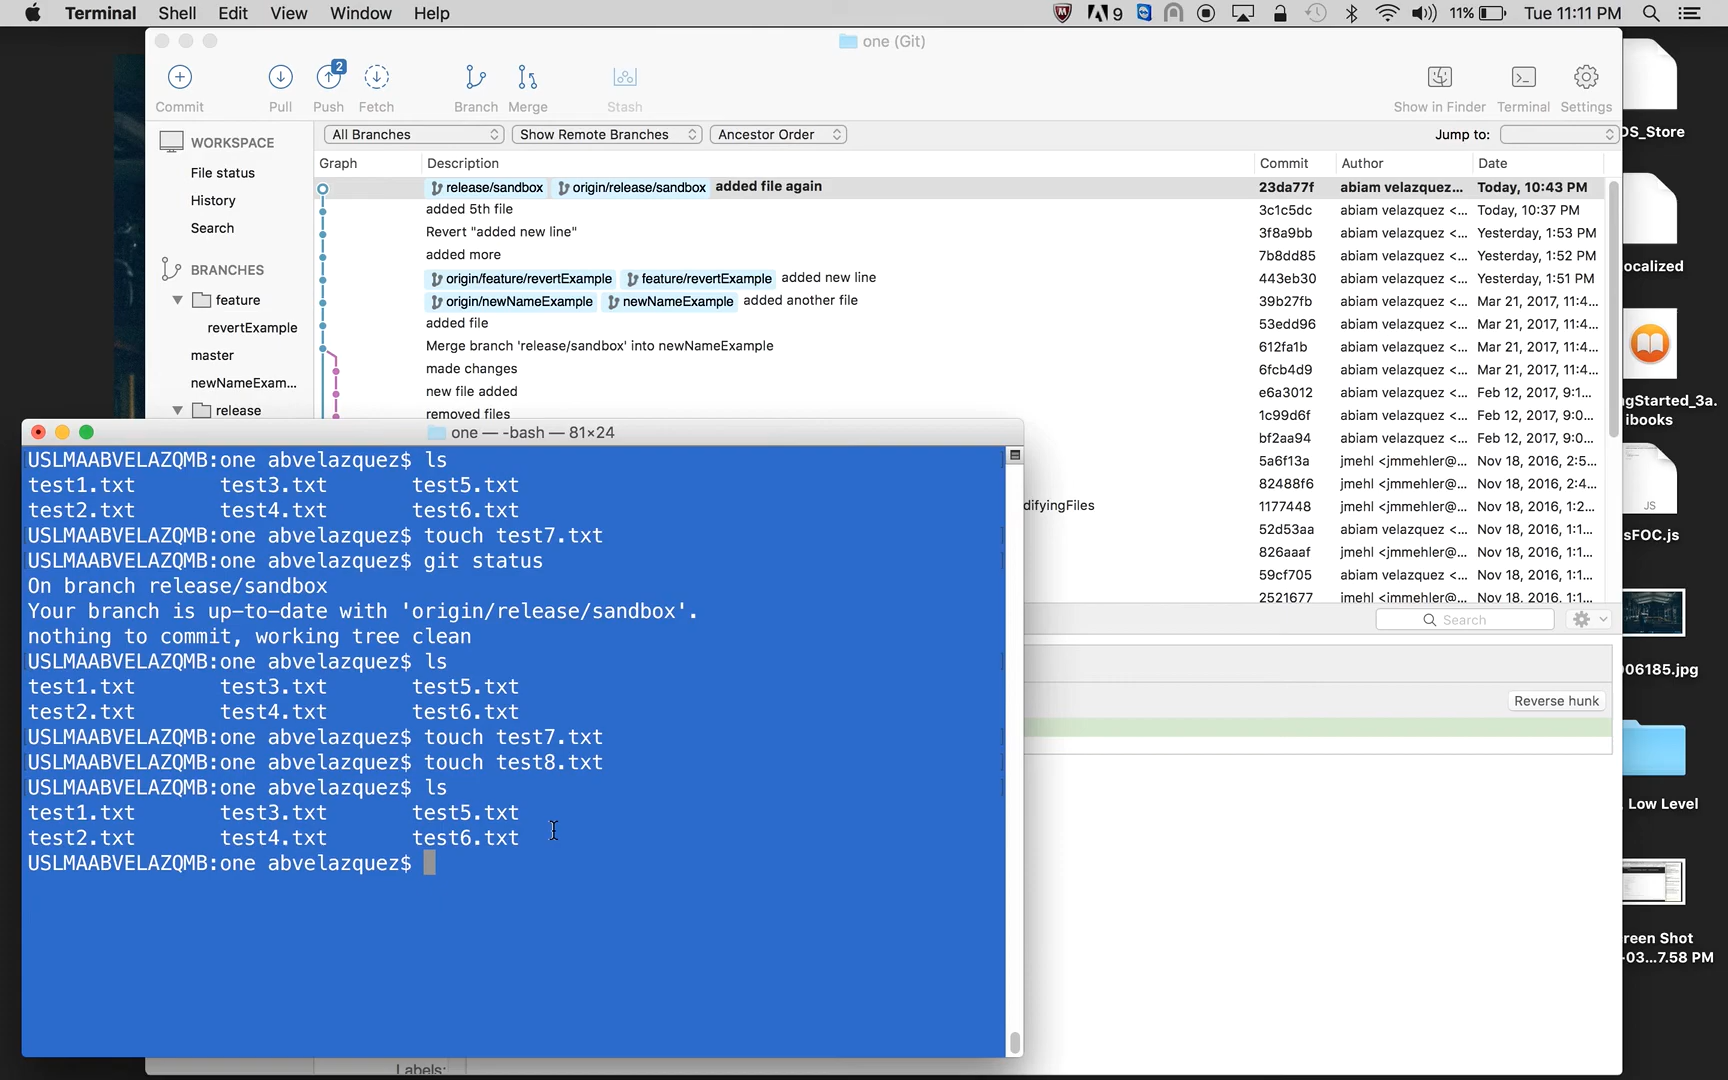 Terminal Shell Edit View Window Help 9 11% Tue 11:11 PM
one (Git)
2
Commit Pull Push Fetch Branch Merge Stash Show in Finder Terminal Settings
All Branches Show Remote Branches Ancestor Order Jump to:
WORKSPACE
File status
History
Search
BRANCHES
feature
revertExample
master
newNameExam...
release
Graph Description Commit Author Date
release/sandbox origin/release/sandbox added file again 23da77f abiam velazquez... Today, 10:43 PM
added 5th file 3c1c5dc abiam velazquez <... Today, 10:37 PM
Revert "added new line" 3f8a9bb abiam velazquez <... Yesterday, 1:53 PM
added more 7b8dd85 abiam velazquez <... Yesterday, 1:52 PM
origin/feature/revertExample feature/revertExample added new line 443eb30 abiam velazquez <... Yesterday, 1:51 PM
origin/newNameExample newNameExample added another file 39b27fb abiam velazquez <... Mar 21, 2017, 11:4...
added file 53edd96 abiam velazquez <... Mar 21, 2017, 11:4...
Merge branch 'release/sandbox' into newNameExample 612fa1b abiam velazquez <... Mar 21, 2017, 11:4...
made changes 6fcb4d9 abiam velazquez <... Mar 21, 2017, 11:4...
new file added e6a3012 abiam velazquez <... Feb 12, 2017, 9:1...
removed files 1c99d6f abiam velazquez <... Feb 12, 2017, 9:0...
bf2aa94 abiam velazquez <... Feb 12, 2017, 9:0...
5a6f13a jmehl <jmmehler@... Nov 18, 2016, 2:5...
82488f6 jmehl <jmmehler@... Nov 18, 2016, 2:4...
difyingFiles 1177448 jmehl <jmmehler@... Nov 18, 2016, 1:2...
52d53aa abiam velazquez <... Nov 18, 2016, 1:1...
826aaaf jmehl <jmmehler@... Nov 18, 2016, 1:1...
59cf705 abiam velazquez <... Nov 18, 2016, 1:1...
2521677 jmehl <jmmehler@... Nov 18, 2016, 1:1...
Search
Reverse hunk
Labels:
one — -bash — 81×24
USLMAABVELAZQMB:one abvelazquez$ ls
test1.txt test3.txt test5.txt
test2.txt test4.txt test6.txt
USLMAABVELAZQMB:one abvelazquez$ touch test7.txt
USLMAABVELAZQMB:one abvelazquez$ git status
On branch release/sandbox
Your branch is up-to-date with 'origin/release/sandbox'.
nothing to commit, working tree clean
USLMAABVELAZQMB:one abvelazquez$ ls
test1.txt test3.txt test5.txt
test2.txt test4.txt test6.txt
USLMAABVELAZQMB:one abvelazquez$ touch test7.txt
USLMAABVELAZQMB:one abvelazquez$ touch test8.txt
USLMAABVELAZQMB:one abvelazquez$ ls
test1.txt test3.txt test5.txt
test2.txt test4.txt test6.txt
USLMAABVELAZQMB:one abvelazquez$
DS_Store
ocalized
ngStarted_3a.
ibooks
JS
sFOC.js
06185.jpg
Low Level
reen Shot
-03...7.58 PM